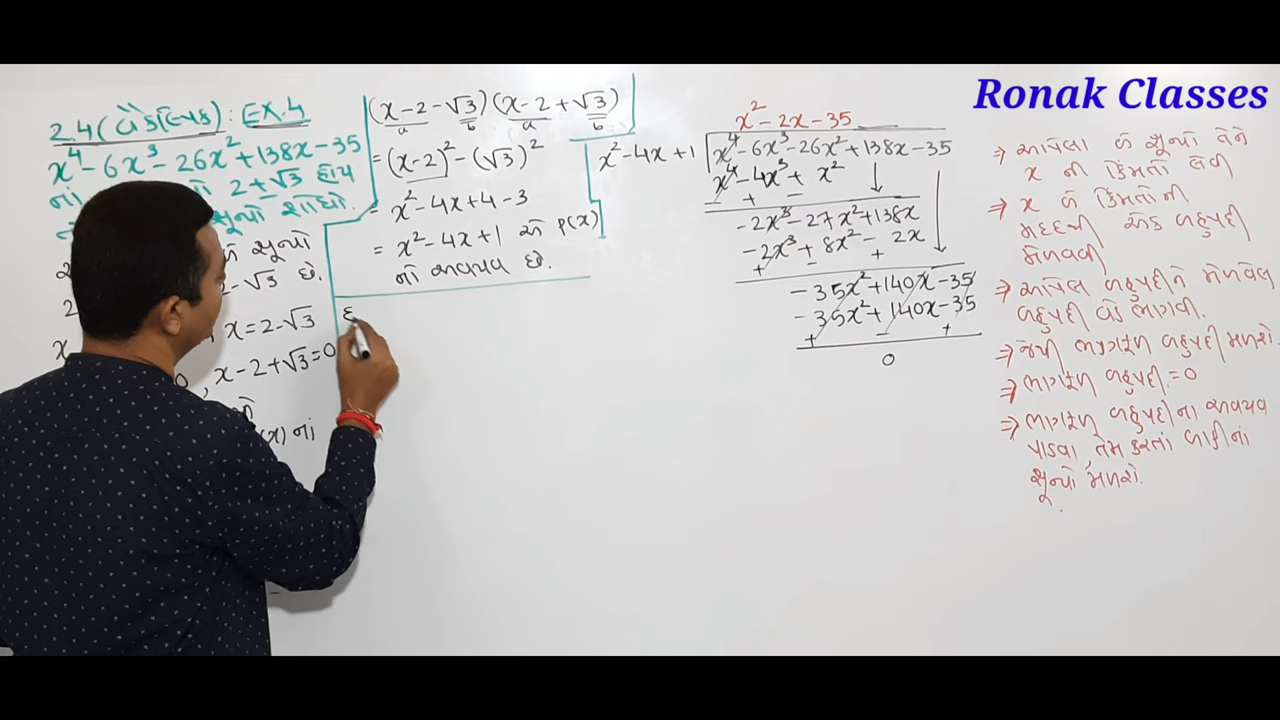 Ronak Classes
2.4 (વૈકલ્પિક) : EX.4
x⁴-6x³-26x²+138x-35
નાં 2±√3 હોય
શૂન્યો શોધો.
શૂન્યો
2-√3 છે.
x=2-√3
, x-2+√3=0
(x) નાં
(x-2-√3)(x-2+√3)
a b a b
=(x-2)²-(√3)²
= x²-4x+4-3
= x²-4x+1 એ p(x)
નો અવયવ છે.
x²-2x-35
x²-4x+1 x⁴-6x³-26x²+138x-35
x⁴-4x³+x²
- + -
-2x³-27x²+138x
-2x³+8x²-2x
+ - +
-35x²+140x-35
-35x²+140x-35
+ - +
0
⇒ આપેલા બે શૂન્યો તેને
x ની કિંમતો લેવી
⇒ x બે કિંમતોની
મદદથી એક બહુપદી
મેળવવી
⇒ આપેલ બહુપદીને મેળવેલ
બહુપદી વડે ભાગવી.
⇒ જેથી ભાગફળ બહુપદી મળશે.
⇒ ભાગફળ બહુપદી = 0
⇒ ભાગફળ બહુપદીના અવયવ
પાડવા તેમ કરતાં બાકીનાં
શૂન્યો મળશે.